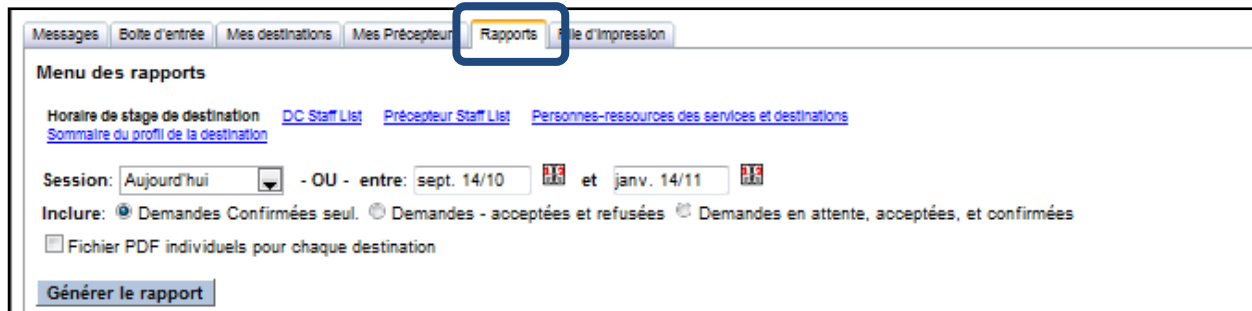 Messages Boîte d'entrée Mes destinations Mes Précepteur Rapports File d'impression
Menu des rapports
Horaire de stage de destination DC Staff List Précepteur Staff List Personnes-ressources des services et destinations
Sommaire du profil de la destination
Session: Aujourd'hui - OU - entre: sept. 14/10 et janv. 14/11
Inclure: Demandes Confirmées seul. Demandes - acceptées et refusées Demandes en attente, acceptées, et confirmées
Fichier PDF individuels pour chaque destination
Générer le rapport